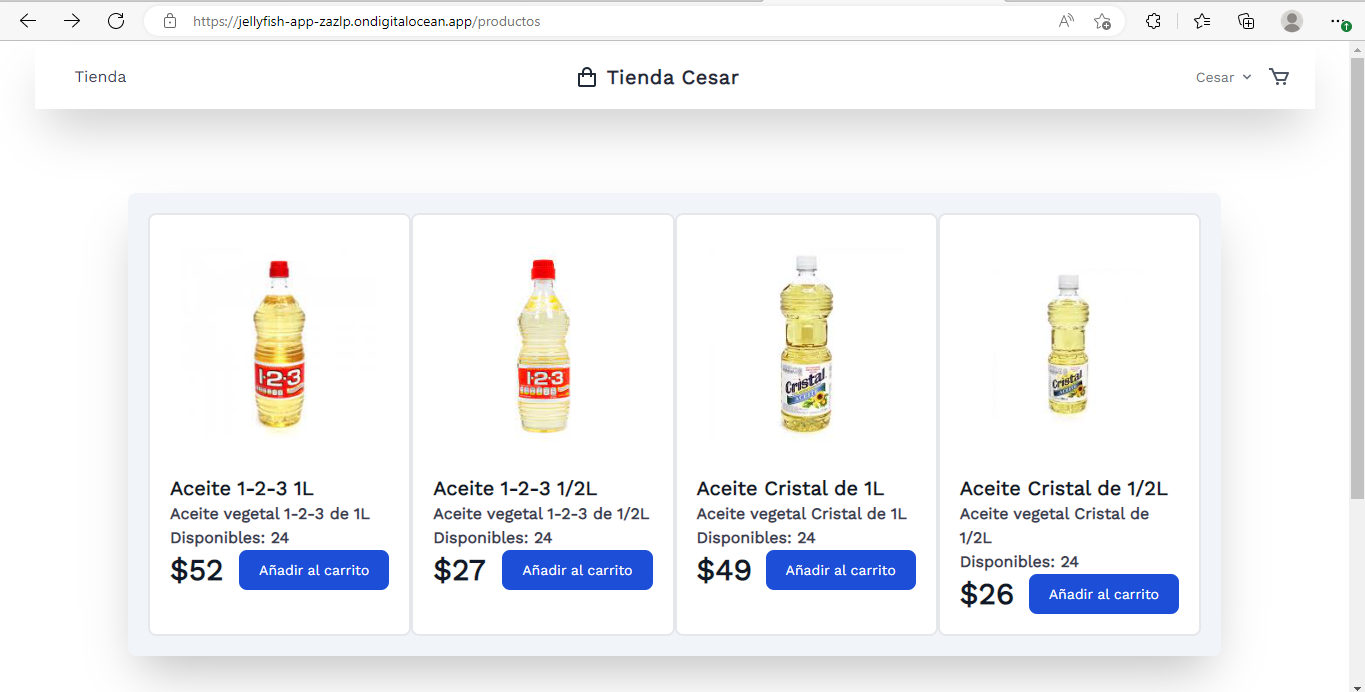 https://jellyfish-app-zazlp.ondigitalocean.app/productos
Tienda
Tienda Cesar
Cesar
1-2-3
1-2-3
Cristal
ACEITE
Cristal
ACEITE
Aceite 1-2-3 1L
Aceite vegetal 1-2-3 de 1L
Disponibles: 24
$52
Añadir al carrito
Aceite 1-2-3 1/2L
Aceite vegetal 1-2-3 de 1/2L
Disponibles: 24
$27
Añadir al carrito
Aceite Cristal de 1L
Aceite vegetal Cristal de 1L
Disponibles: 24
$49
Añadir al carrito
Aceite Cristal de 1/2L
Aceite vegetal Cristal de
1/2L
Disponibles: 24
$26
Añadir al carrito